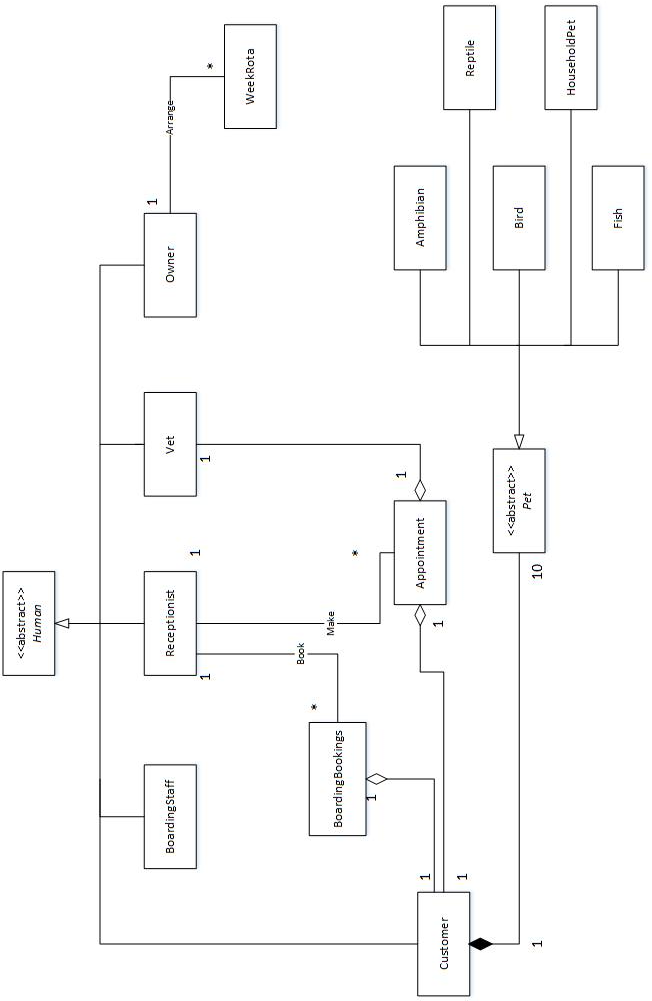 <<abstract>>
Human
1
BoardingStaff
Receptionist
Vet
Owner
Arrange
1
1
1
*
WeekRota
Book
*
Make
BoardingBookings
*
1
1
Appointment
Amphibian
1
1
Customer
1
Reptile
<<abstract>>
Pet
Bird
1
10
HouseholdPet
Fish